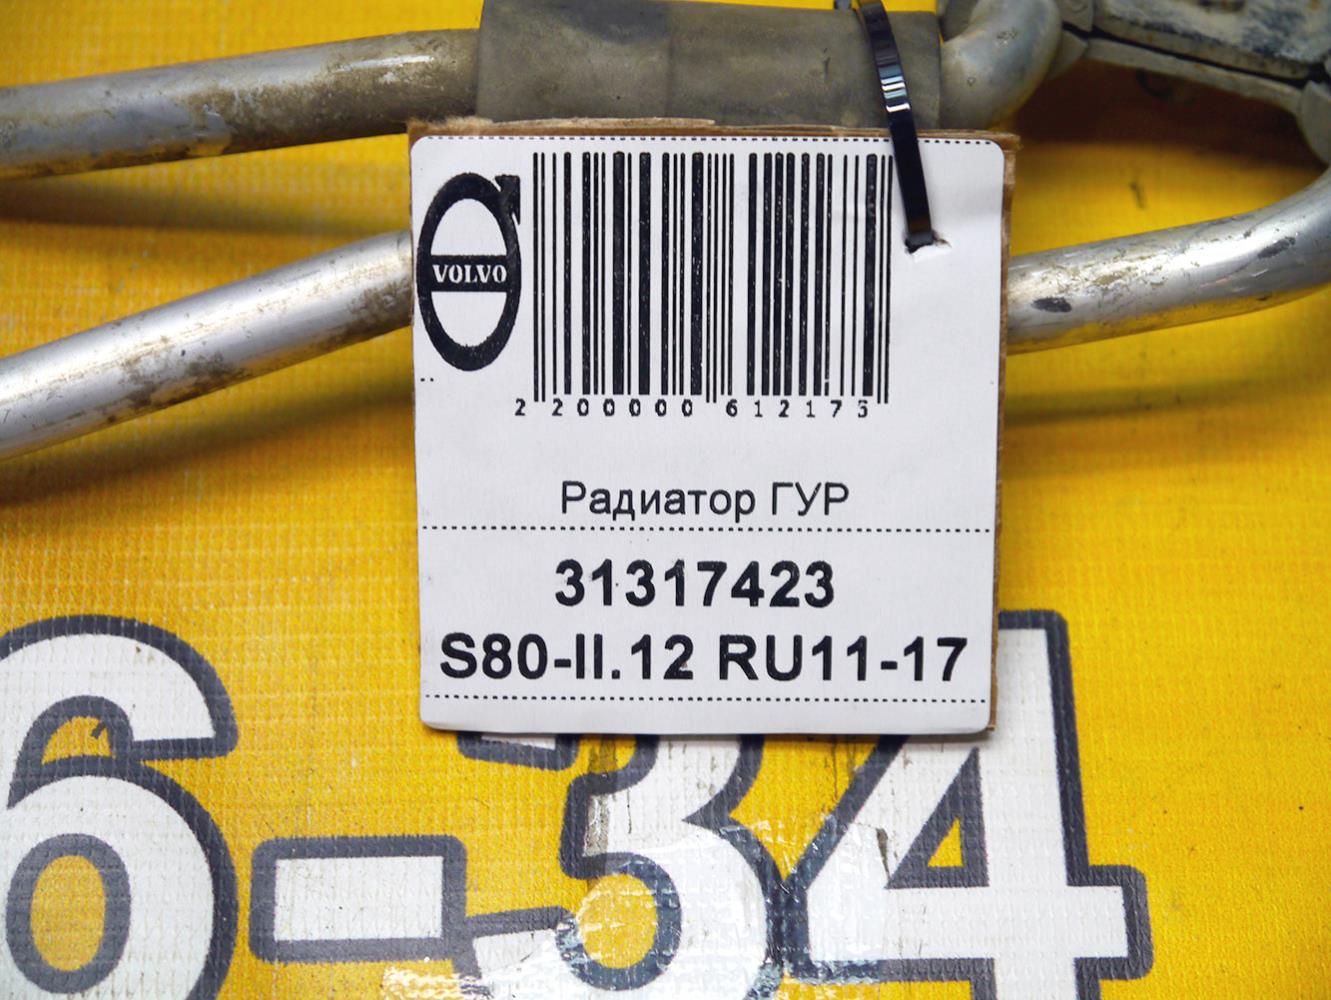 VOLVO
2 200000 612173
Радиатор ГУР
31317423
S80-II.12 RU11-17
6-34